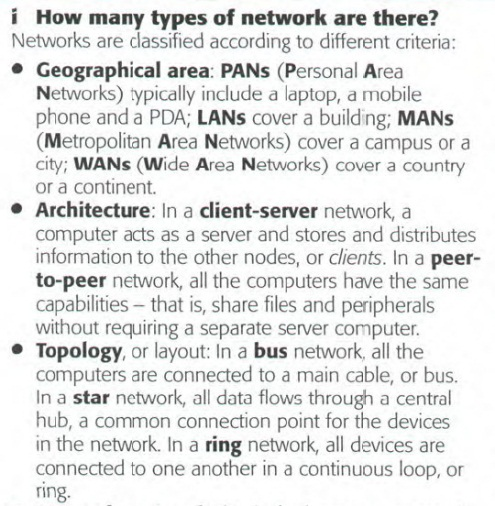 i How many types of network are there?
Networks are classified according to different criteria:
● Geographical area: PANs (Personal Area
Networks) typically include a laptop, a mobile
phone and a PDA; LANs cover a building; MANs
(Metropolitan Area Networks) cover a campus or a
city; WANs (Wide Area Networks) cover a country
or a continent.
● Architecture: In a client-server network, a
computer acts as a server and stores and distributes
information to the other nodes, or clients. In a peer-
to-peer network, all the computers have the same
capabilities – that is, share files and peripherals
without requiring a separate server computer.
● Topology, or layout: In a bus network, all the
computers are connected to a main cable, or bus.
In a star network, all data flows through a central
hub, a common connection point for the devices
in the network. In a ring network, all devices are
connected to one another in a continuous loop, or
ring.